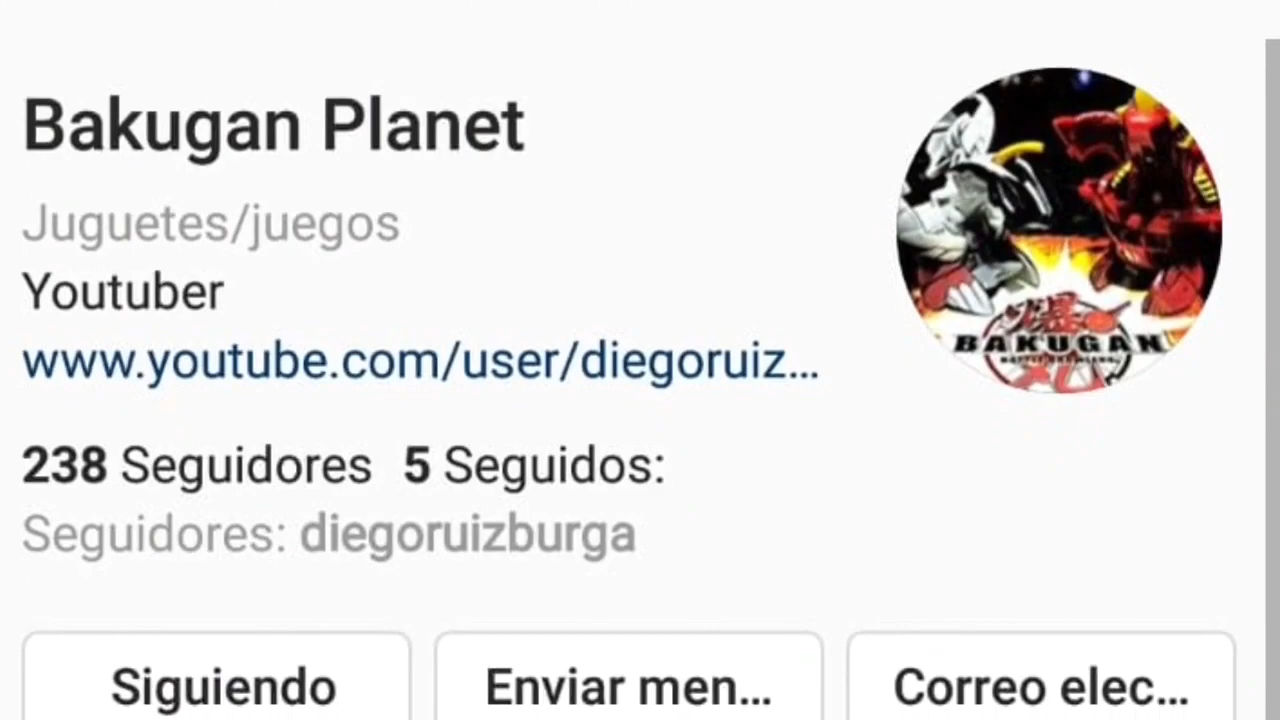 Bakugan Planet
Juguetes/juegos
Youtuber
www.youtube.com/user/diegoruiz...
238 Seguidores 5 Seguidos:
Seguidores: diegoruizburga
Siguiendo
Enviar men...
Correo elec...
BAKUGAN